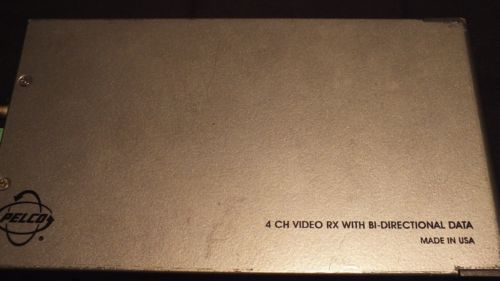 PELCO
®
4 CH VIDEO RX WITH BI-DIRECTIONAL DATA
MADE IN USA